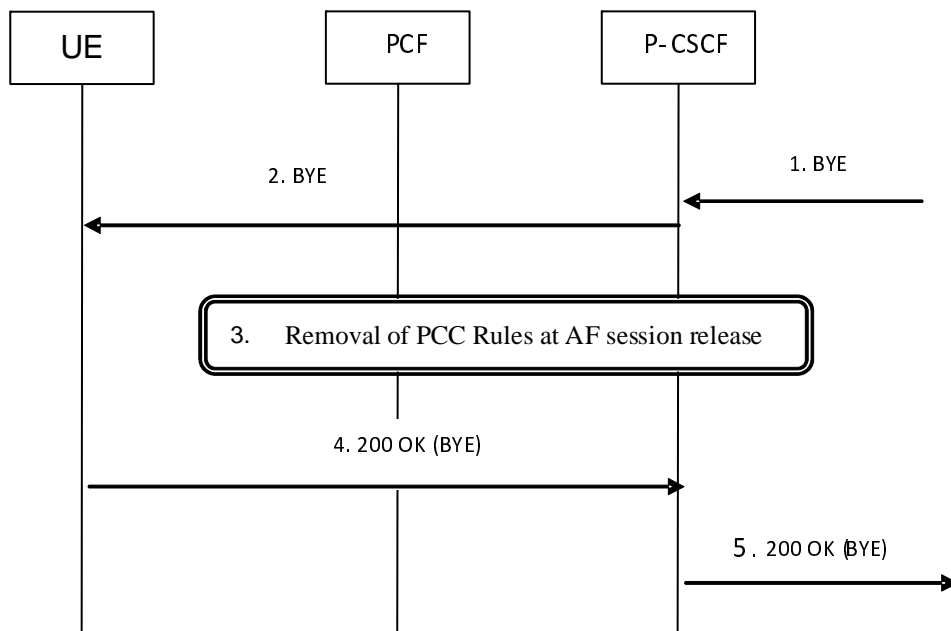 UE
PCF
P-CSCF
1. BYE
2. BYE
3. Removal of PCC Rules at AF session release
4. 200 OK (BYE)
5. 200 OK (BYE)